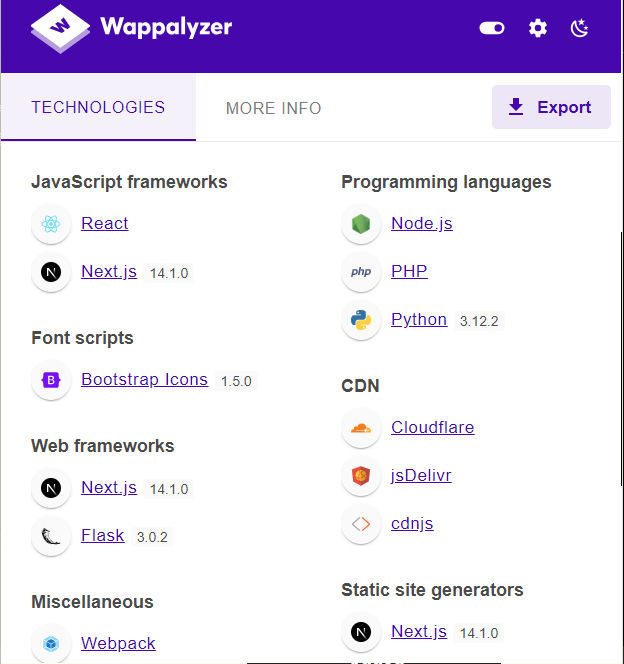 Wappalyzer
TECHNOLOGIES
MORE INFO
Export
JavaScript frameworks
React
Next.js 14.1.0
Font scripts
Bootstrap Icons 1.5.0
Web frameworks
Next.js 14.1.0
Flask 3.0.2
Miscellaneous
Webpack
Programming languages
Node.js
php PHP
Python 3.12.2
CDN
Cloudflare
jsDelivr
cdnjs
Static site generators
Next.js 14.1.0